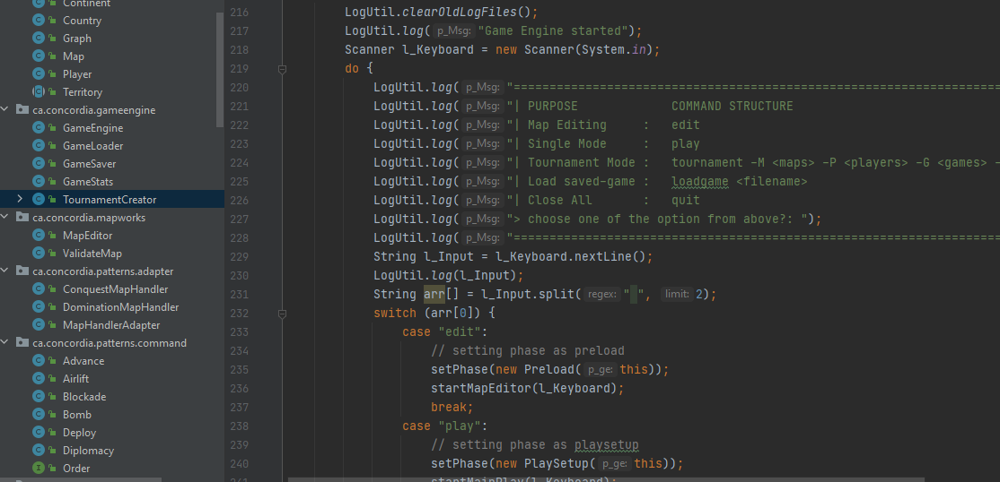 Continent
Country
Graph
Map
Player
Territory
ca.concordia.gameengine
GameEngine
GameLoader
GameSaver
GameStats
TournamentCreator
ca.concordia.mapworks
MapEditor
ValidateMap
ca.concordia.patterns.adapter
ConquestMapHandler
DominationMapHandler
MapHandlerAdapter
ca.concordia.patterns.command
Advance
Airlift
Blockade
Bomb
Deploy
Diplomacy
Order
216 LogUtil.clearOldLogFiles();
217 LogUtil.log( p_Msg: "Game Engine started");
218 Scanner l_Keyboard = new Scanner(System.in);
219 do {
220 LogUtil.log( p_Msg: "====================================================================
221 LogUtil.log( p_Msg: "| PURPOSE             COMMAND STRUCTURE
222 LogUtil.log( p_Msg: "| Map Editing     :   edit
223 LogUtil.log( p_Msg: "| Single Mode     :   play
224 LogUtil.log( p_Msg: "| Tournament Mode :   tournament -M <maps> -P <players> -G <games> -
225 LogUtil.log( p_Msg: "| Load saved-game :   loadgame <filename>
226 LogUtil.log( p_Msg: "| Close All       :   quit
227 LogUtil.log( p_Msg: "> choose one of the option from above?: ");
228 LogUtil.log( p_Msg: "====================================================================
229 String l_Input = l_Keyboard.nextLine();
230 LogUtil.log(l_Input);
231 String arr[] = l_Input.split( regex: " ", limit: 2);
232 switch (arr[0]) {
233 case "edit":
234 // setting phase as preload
235 setPhase(new Preload( p_ge: this));
236 startMapEditor(l_Keyboard);
237 break;
238 case "play":
239 // setting phase as playsetup
240 setPhase(new PlaySetup( p_ge: this));
241 startMainPlay(l_Keyboard);